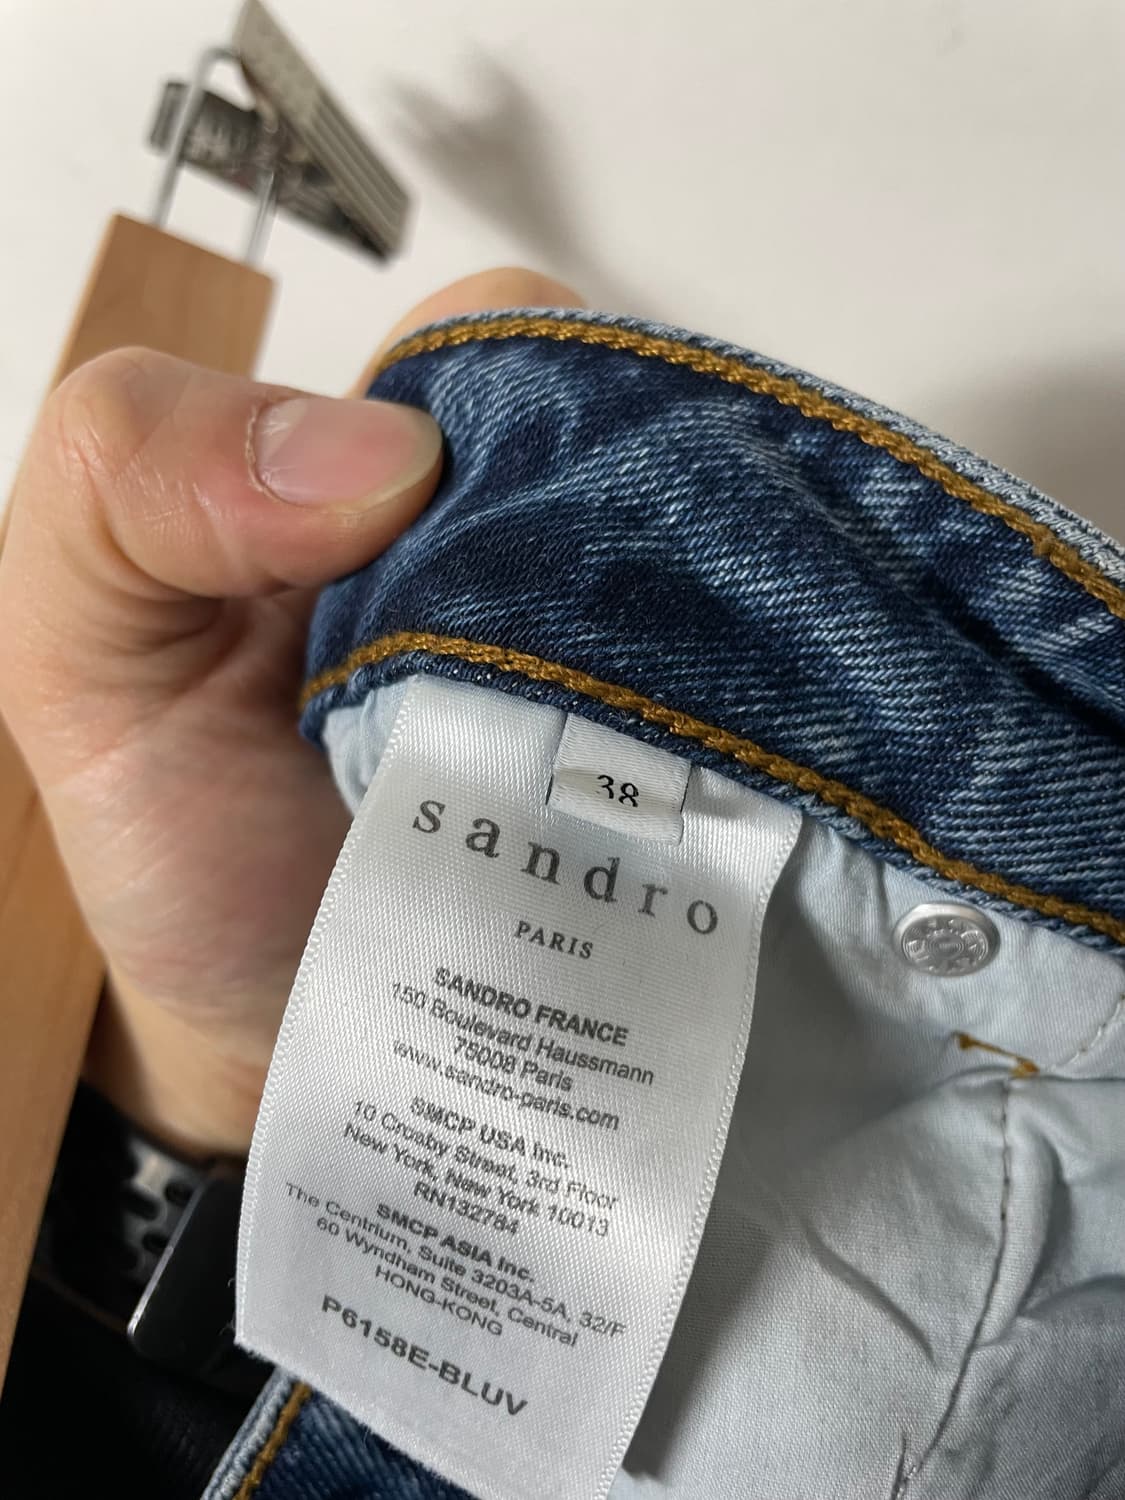 38
sandro
PARIS
SANDRO FRANCE
150 Boulevard Haussmann
75008 Paris
www.sandro-paris.com
SMCP USA Inc.
10 Crosby Street, 3rd Floor
New York, New York 10013
RN132784
SMCP ASIA Inc.
The Centrium, Suite 3203A-5A, 32/F
60 Wyndham Street, Central
HONG-KONG
P6158E-BLUV